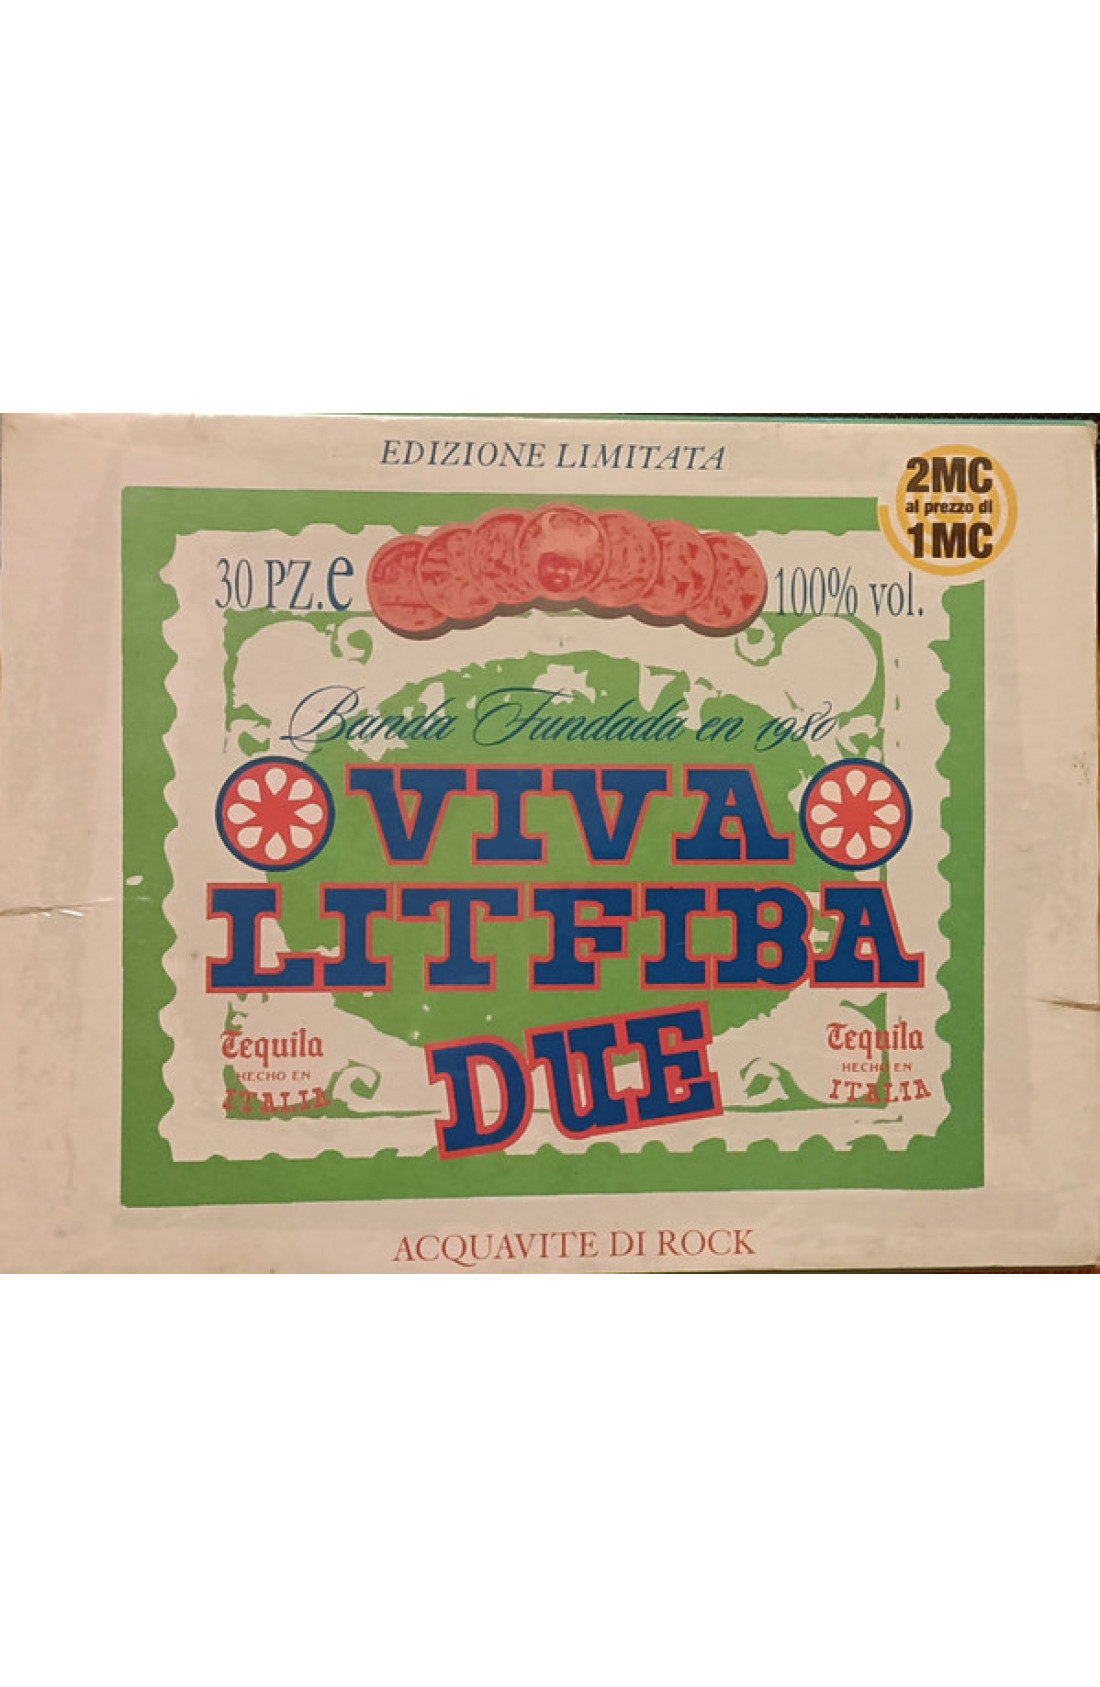 EDIZIONE LIMITATA
2MC
al prezzo di
1MC
30 PZ.e
100% vol.
Banda Fundada en 1980
VIVA
LITFIBA
DUE
Tequila
HECHO EN
ITALIA
Tequila
HECHO EN
ITALIA
ACQUAVITE DI ROCK